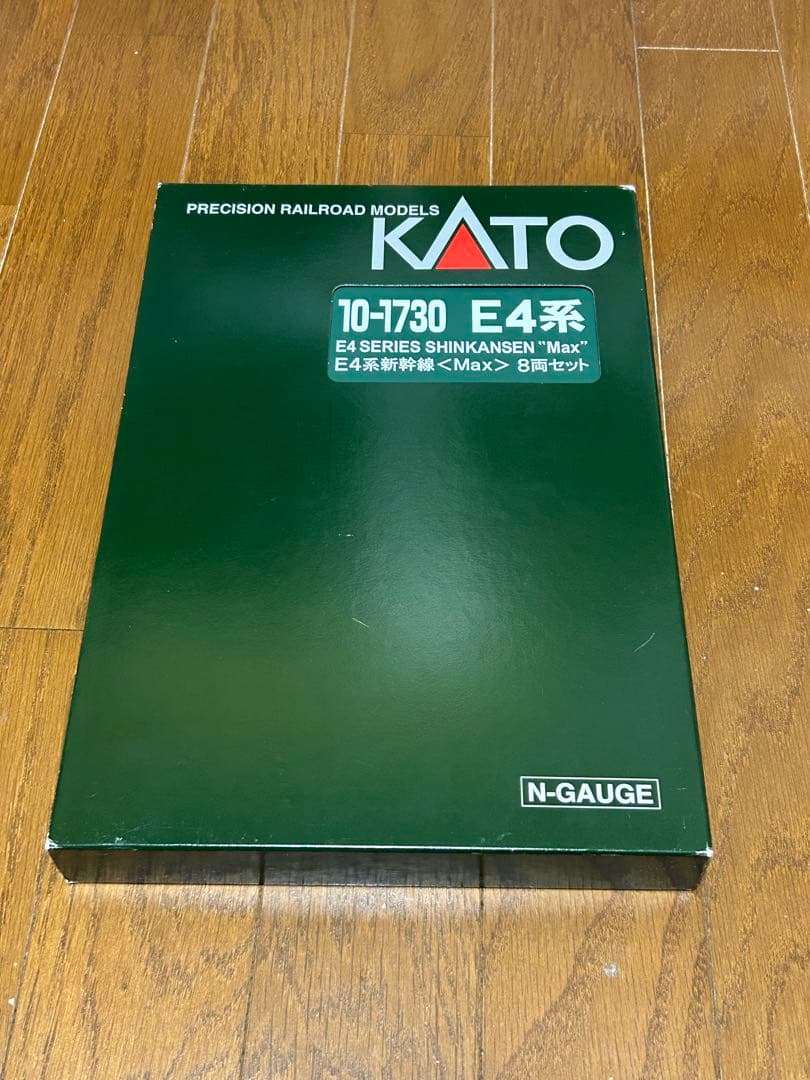 PRECISION RAILROAD MODELS
KATO
10-1730 E4系
E4 SERIES SHINKANSEN "Max"
E4系新幹線<Max> 8両セット
N-GAUGE